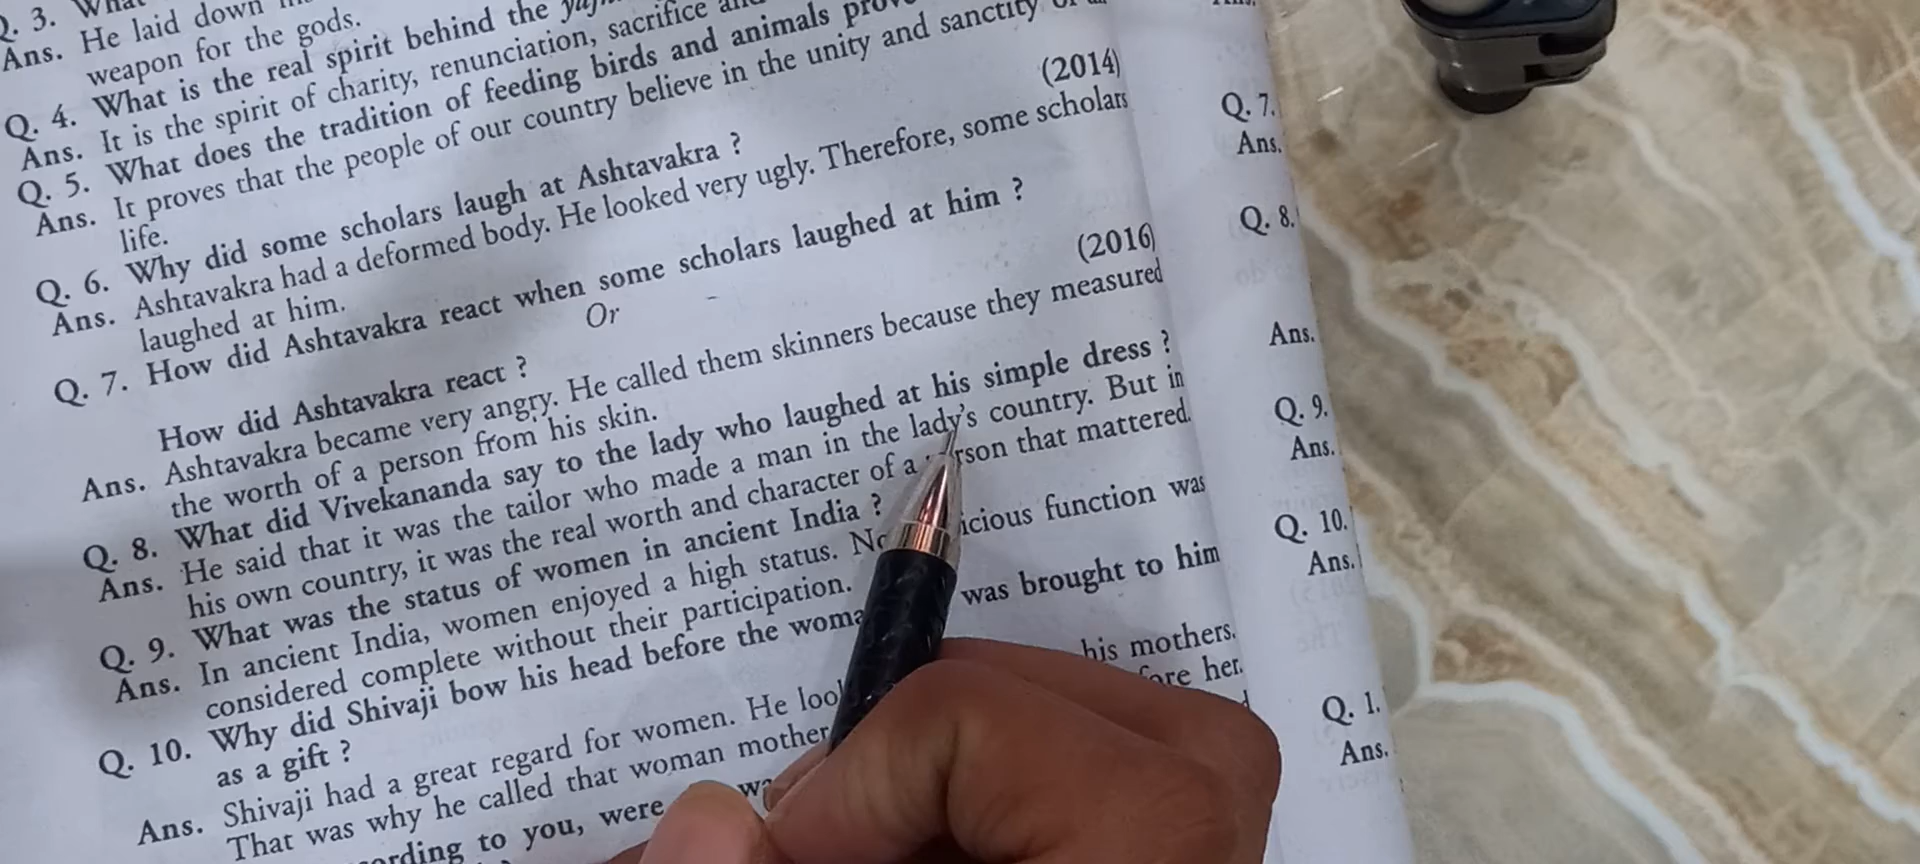 Q. 3. What
Ans. He laid down
weapon for the gods.
Q. 4. What is the real spirit behind the
Ans. It is the spirit of charity, renunciation, sacrifice
Q. 5. What does the tradition of feeding birds and animals
Ans. It proves that the people of our country believe in the unity and sanctity
life.
(2014)
Q. 6. Why did some scholars laugh at Ashtavakra ?
Ans. Ashtavakra had a deformed body. He looked very ugly. Therefore, some scholars
laughed at him.
Q. 7. How did Ashtavakra react when some scholars laughed at him ?
Or
(2016)
How did Ashtavakra react ?
Ans. Ashtavakra became very angry. He called them skinners because they measured
the worth of a person from his skin.
Q. 8. What did Vivekananda say to the lady who laughed at his simple dress ?
Ans. He said that it was the tailor who made a man in the lady's country. But in
his own country, it was the real worth and character of a that mattered.
Q. 9. What was the status of women in ancient India ?
Ans. In ancient India, women enjoyed a high status. function was
considered complete without their participation.
Q. 10. Why did Shivaji bow his head before the was brought to him
as a gift ?
Ans. Shivaji had a great regard for women. He his mothers.
That was why he called that woman mother her.
to you, were
Q. 7.
Ans.
Q. 8.
Ans.
Q. 9.
Ans.
Q. 10.
Ans.
Q. 1.
Ans.